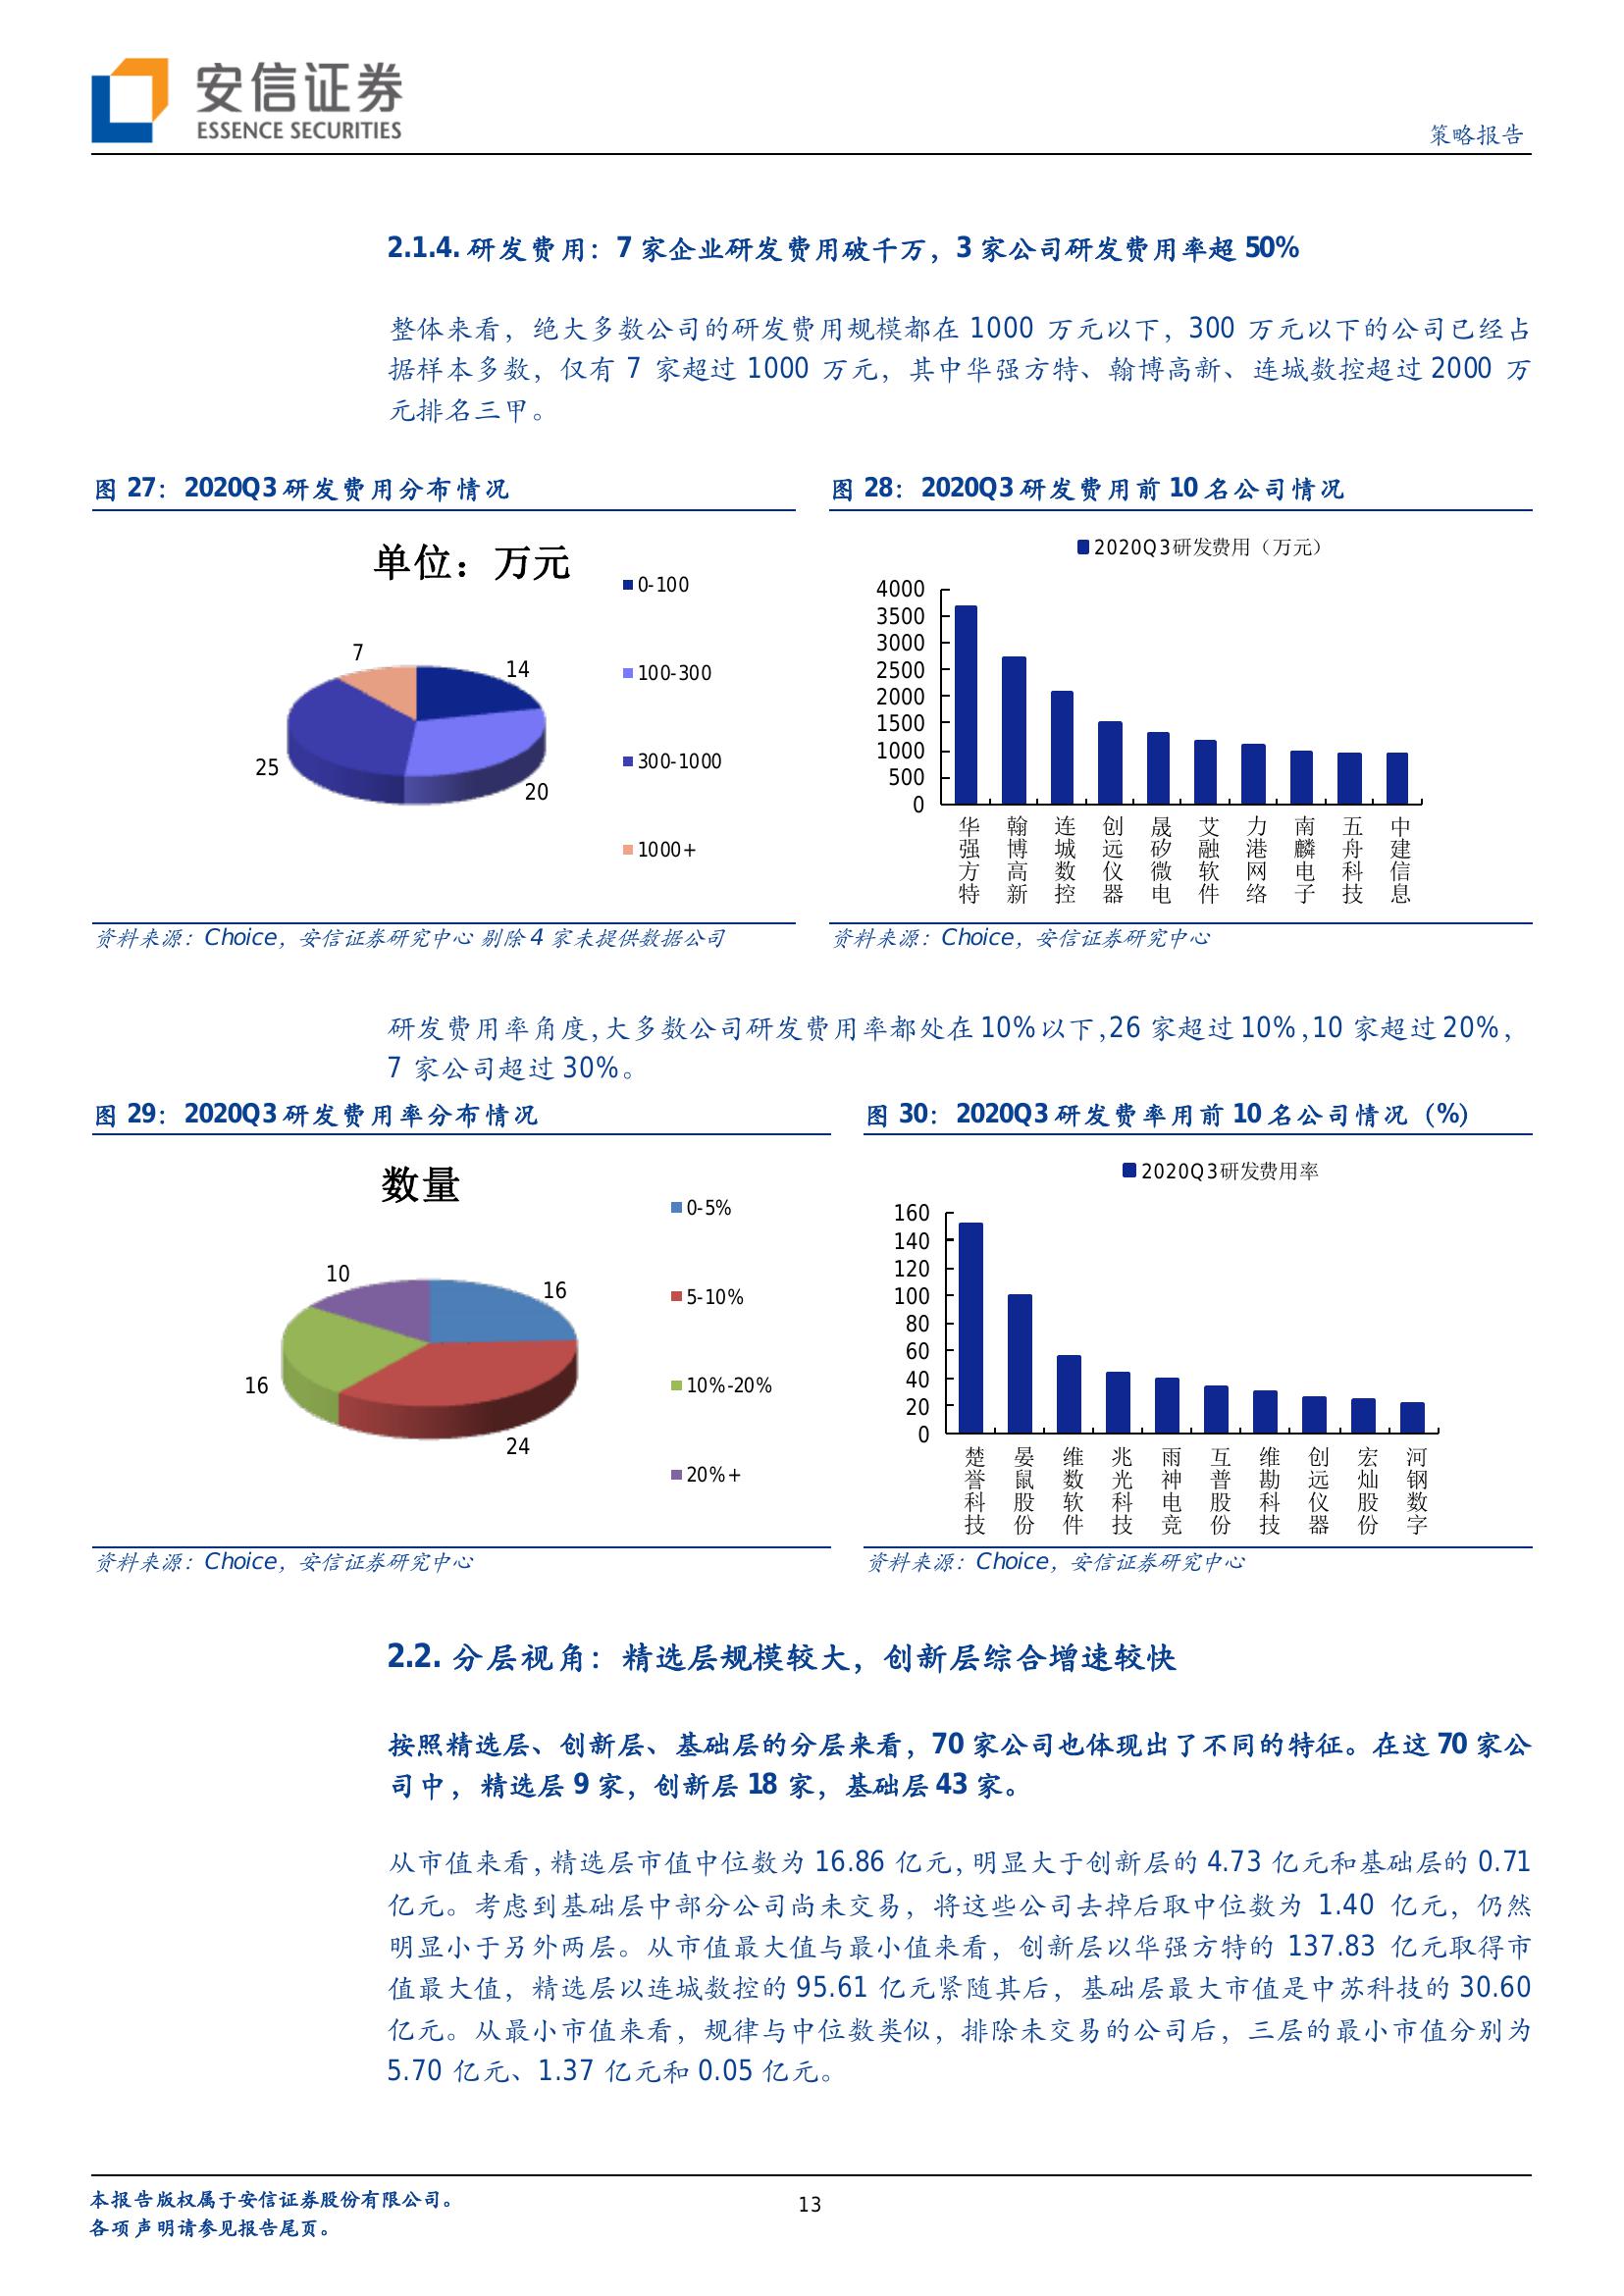 安信证券
ESSENCE SECURITIES
策略报告
2.1.4. 研发费用：7 家企业研发费用破千万，3 家公司研发费用率超 50%
整体来看，绝大多数公司的研发费用规模都在 1000 万元以下，300 万元以下的公司已经占
据样本多数，仅有 7 家超过 1000 万元，其中华强方特、翰博高新、连城数控超过 2000 万
元排名三甲。
图 27：2020Q3 研发费用分布情况
单位：万元
0-100
100-300
300-1000
1000+
7
14
25
20
资料来源：Choice，安信证券研究中心 剔除 4 家未提供数据公司
图 28：2020Q3 研发费用前 10 名公司情况
2020Q3研发费用（万元）
4000
3500
3000
2500
2000
1500
1000
500
0
华强方特
翰博高新
连城数控
创远仪器
晟矽微电
艾融软件
力港网络
南麟电子
五舟科技
中建信息
资料来源：Choice，安信证券研究中心
研发费用率角度,大多数公司研发费用率都处在 10%以下,26 家超过 10%,10 家超过 20%,
7 家公司超过 30%。
图 29：2020Q3 研发费用率分布情况
数量
0-5%
5-10%
10%-20%
20%+
10
16
16
24
资料来源：Choice，安信证券研究中心
图 30：2020Q3 研发费率用前 10 名公司情况（%）
2020Q3研发费用率
160
140
120
100
80
60
40
20
0
楚誉科技
晏鼠股份
维数软件
兆光科技
雨神电竞
互普股份
维勘科技
创远仪器
宏灿股份
河钢数字
资料来源：Choice，安信证券研究中心
2.2. 分层视角：精选层规模较大，创新层综合增速较快
按照精选层、创新层、基础层的分层来看，70 家公司也体现出了不同的特征。在这 70 家公
司中，精选层 9 家，创新层 18 家，基础层 43 家。
从市值来看,精选层市值中位数为 16.86 亿元,明显大于创新层的 4.73 亿元和基础层的 0.71
亿元。考虑到基础层中部分公司尚未交易，将这些公司去掉后取中位数为 1.40 亿元，仍然
明显小于另外两层。从市值最大值与最小值来看，创新层以华强方特的 137.83 亿元取得市
值最大值，精选层以连城数控的 95.61 亿元紧随其后，基础层最大市值是中苏科技的 30.60
亿元。从最小市值来看，规律与中位数类似，排除未交易的公司后，三层的最小市值分别为
5.70 亿元、1.37 亿元和 0.05 亿元。
本报告版权属于安信证券股份有限公司。
各项声明请参见报告尾页。
13